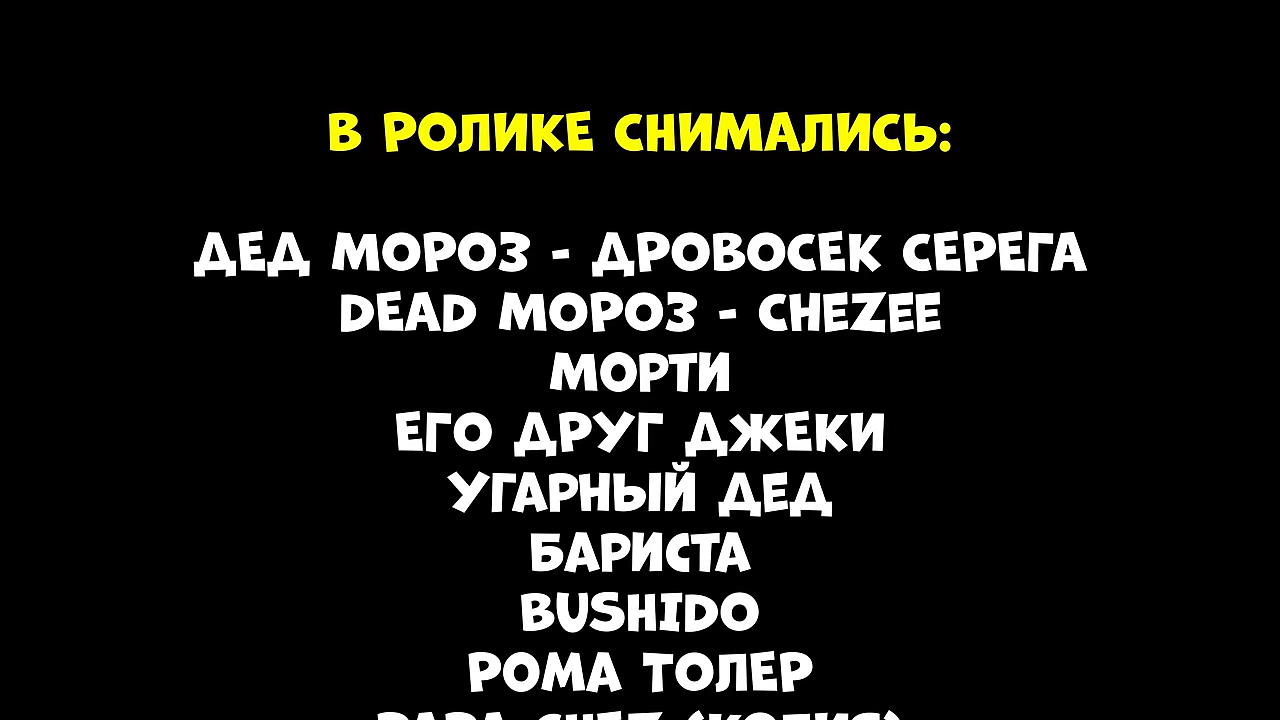 В РОЛИКЕ СНИМАЛИСЬ:
ДЕД МОРОЗ - ДРОВОСЕК СЕРЕГА
DEAD МОРОЗ - CHEZEE
МОРТИ
ЕГО ДРУГ ДЖЕКИ
УГАРНЫЙ ДЕД
БАРИСТА
BUSHIDO
РОМА ТОЛЕР